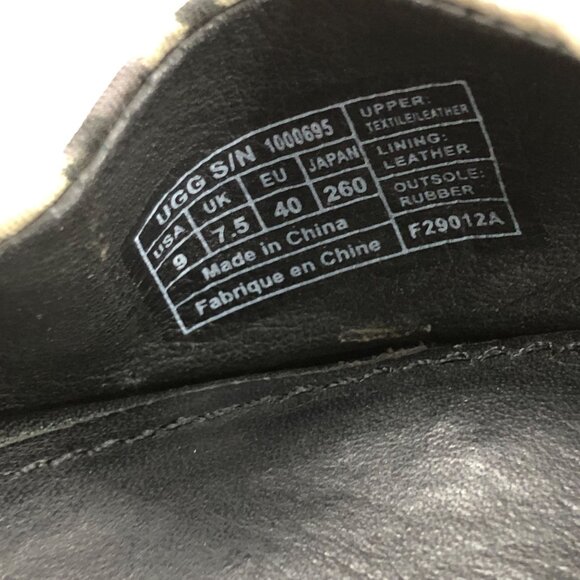 UGG S/N 1000695
USA UK EU JAPAN
9 7.5 40 260
Made in China
Fabrique en Chine
UPPER:
TEXTILE/LEATHER
LINING:
LEATHER
OUTSOLE:
RUBBER
F29012A